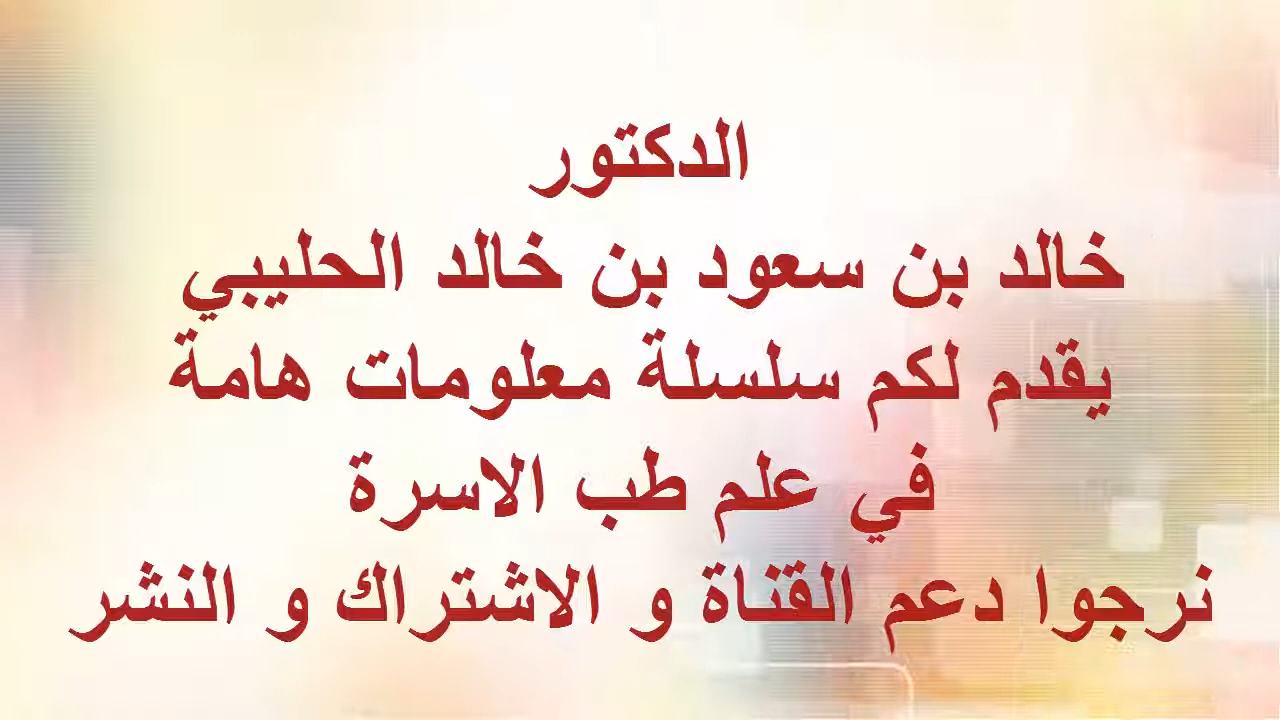 الدكتور
خالد بن سعود بن خالد الحليبي
يقدم لكم سلسلة معلومات هامة
في علم طب الاسرة
نرجوا دعم القناة و الاشتراك و النشر